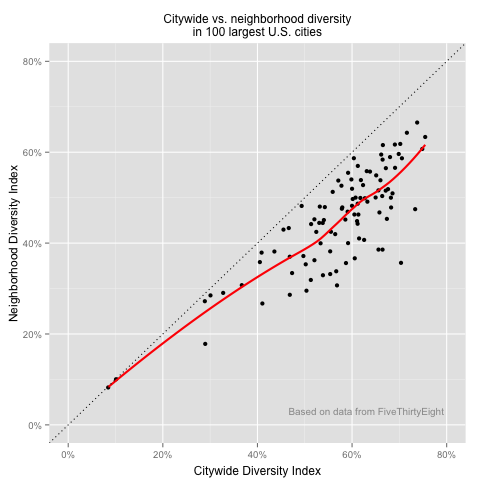 Citywide vs. neighborhood diversity
in 100 largest U.S. cities
80%
60%
40%
20%
0%
Neighborhood Diversity Index
Based on data from FiveThirtyEight
0%
20%
40%
60%
80%
Citywide Diversity Index